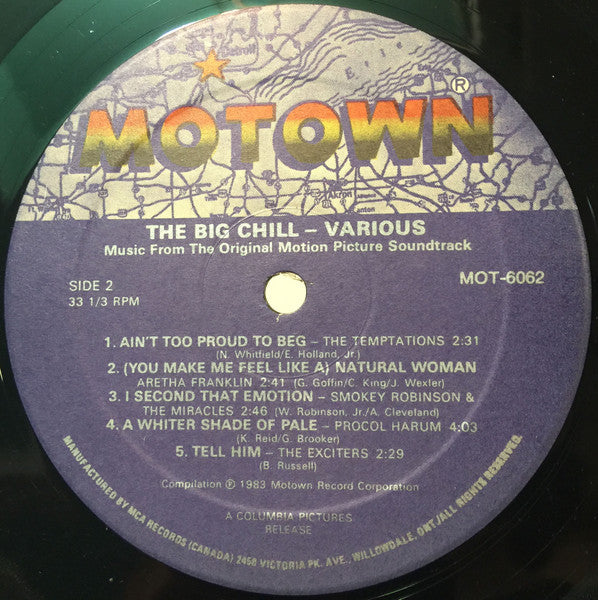 Detroit
Erie
MOTOWN®
Akron
Canton
THE BIG CHILL – VARIOUS
Music From The Original Motion Picture Soundtrack
SIDE 2
33 1/3 RPM
MOT-6062
1. AIN'T TOO PROUD TO BEG – THE TEMPTATIONS 2:31
(N. Whitfield/E. Holland, Jr.)
2. (YOU MAKE ME FEEL LIKE A) NATURAL WOMAN
ARETHA FRANKLIN 2:41 (G. Goffin/C. King/J. Wexler)
3. I SECOND THAT EMOTION – SMOKEY ROBINSON &
THE MIRACLES 2:46 (W. Robinson, Jr./A. Cleveland)
4. A WHITER SHADE OF PALE – PROCOL HARUM 4:03
(K. Reid/G. Brooker)
5. TELL HIM – THE EXCITERS 2:29
(B. Russell)
Compilation ℗ 1983 Motown Record Corporation
A COLUMBIA PICTURES
RELEASE
MANUFACTURED BY MCA RECORDS (CANADA) 2450 VICTORIA PK. AVE., WILLOWDALE, ONT./ALL RIGHTS RESERVED.